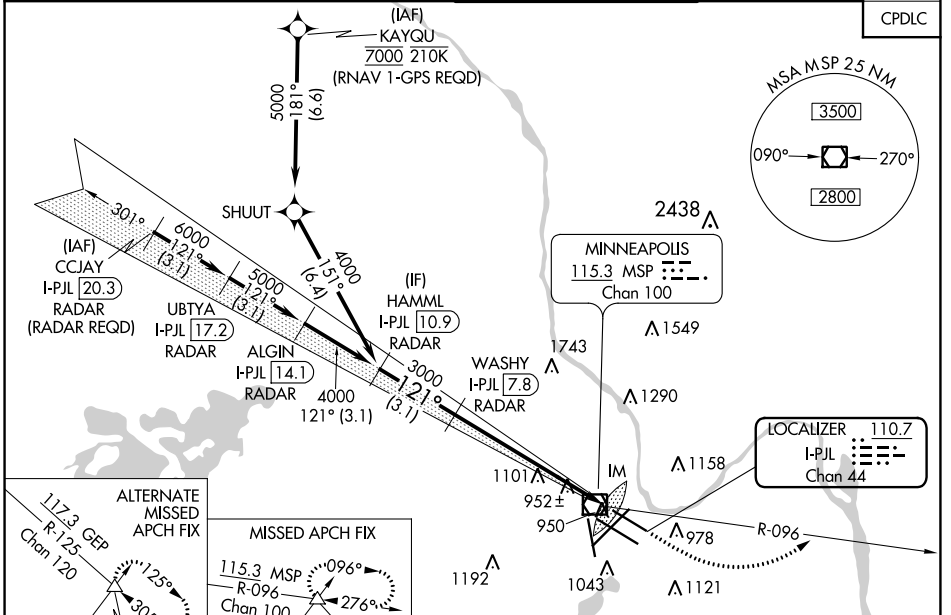 CPDLC
(IAF)
KAYQU
7000 210K
(RNAV 1-GPS REQD)
5000
181°
(6.6)
MSA MSP 25 NM
3500
090°
270°
2800
SHUUT
2438
301°
6000
121°
(3.1)
(IAF)
CCJAY
I-PJL 20.3
RADAR
(RADAR REQD)
5000
121°
(3.1)
UBTYA
I-PJL 17.2
RADAR
ALGIN
I-PJL 14.1
RADAR
4000
121° (3.1)
4000
151°
(6.4)
(IF)
HAMML
I-PJL 10.9
RADAR
3000
121°
(3.1)
WASHY
I-PJL 7.8
RADAR
MINNEAPOLIS
115.3 MSP
Chan 100
1549
1743
1290
LOCALIZER 110.7
I-PJL
Chan 44
1158
1101
IM
952±
950
978
R-096
1192
1043
1121
ALTERNATE
MISSED
APCH FIX
117.3 GEP
R-125
Chan 120
125°
MISSED APCH FIX
115.3 MSP
R-096
Chan 100
096°
276°